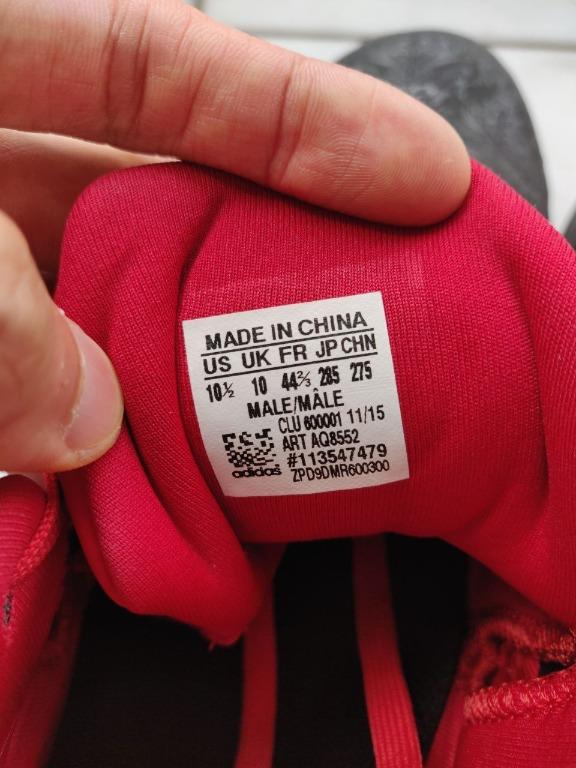 MADE IN CHINA
US UK FR JP CHN
10½ 10 44⅔ 285 275
MALE/MÂLE
CLU 600001 11/15
ART AQ8552
#113547479
adidas ZPD9DMR600300